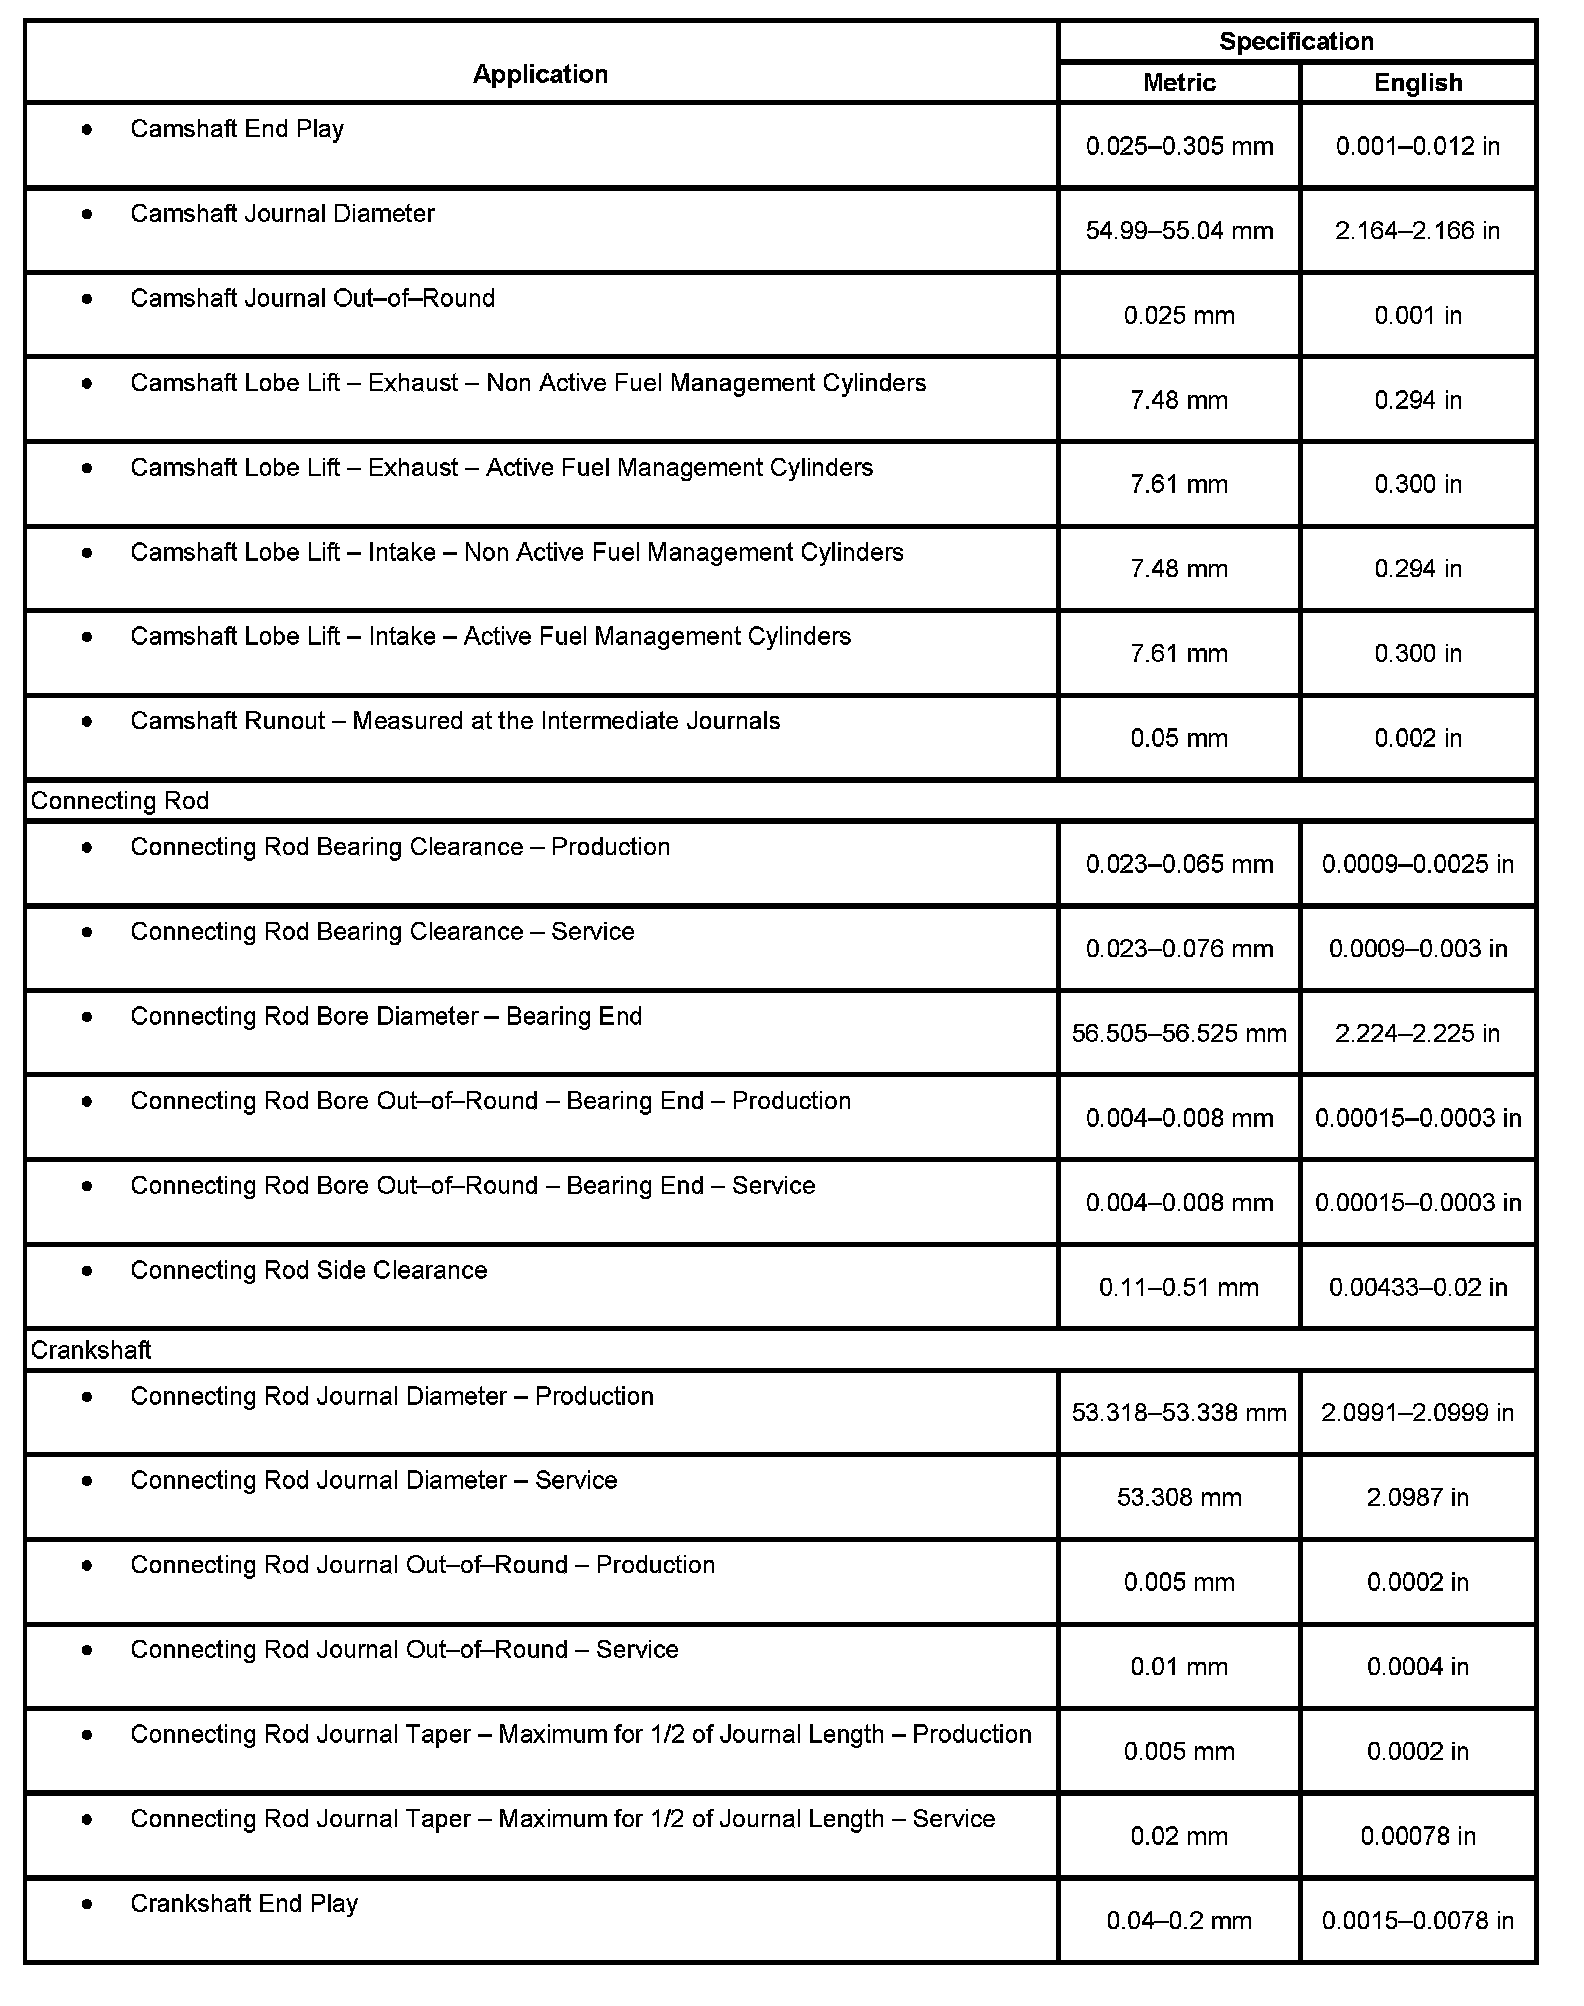 Application
Specification
Metric
English
• Camshaft End Play
0.025–0.305 mm
0.001–0.012 in
• Camshaft Journal Diameter
54.99–55.04 mm
2.164–2.166 in
• Camshaft Journal Out–of–Round
0.025 mm
0.001 in
• Camshaft Lobe Lift – Exhaust – Non Active Fuel Management Cylinders
7.48 mm
0.294 in
• Camshaft Lobe Lift – Exhaust – Active Fuel Management Cylinders
7.61 mm
0.300 in
• Camshaft Lobe Lift – Intake – Non Active Fuel Management Cylinders
7.48 mm
0.294 in
• Camshaft Lobe Lift – Intake – Active Fuel Management Cylinders
7.61 mm
0.300 in
• Camshaft Runout – Measured at the Intermediate Journals
0.05 mm
0.002 in
Connecting Rod
• Connecting Rod Bearing Clearance – Production
0.023–0.065 mm
0.0009–0.0025 in
• Connecting Rod Bearing Clearance – Service
0.023–0.076 mm
0.0009–0.003 in
• Connecting Rod Bore Diameter – Bearing End
56.505–56.525 mm
2.224–2.225 in
• Connecting Rod Bore Out–of–Round – Bearing End – Production
0.004–0.008 mm
0.00015–0.0003 in
• Connecting Rod Bore Out–of–Round – Bearing End – Service
0.004–0.008 mm
0.00015–0.0003 in
• Connecting Rod Side Clearance
0.11–0.51 mm
0.00433–0.02 in
Crankshaft
• Connecting Rod Journal Diameter – Production
53.318–53.338 mm
2.0991–2.0999 in
• Connecting Rod Journal Diameter – Service
53.308 mm
2.0987 in
• Connecting Rod Journal Out–of–Round – Production
0.005 mm
0.0002 in
• Connecting Rod Journal Out–of–Round – Service
0.01 mm
0.0004 in
• Connecting Rod Journal Taper – Maximum for 1/2 of Journal Length – Production
0.005 mm
0.0002 in
• Connecting Rod Journal Taper – Maximum for 1/2 of Journal Length – Service
0.02 mm
0.00078 in
• Crankshaft End Play
0.04–0.2 mm
0.0015–0.0078 in